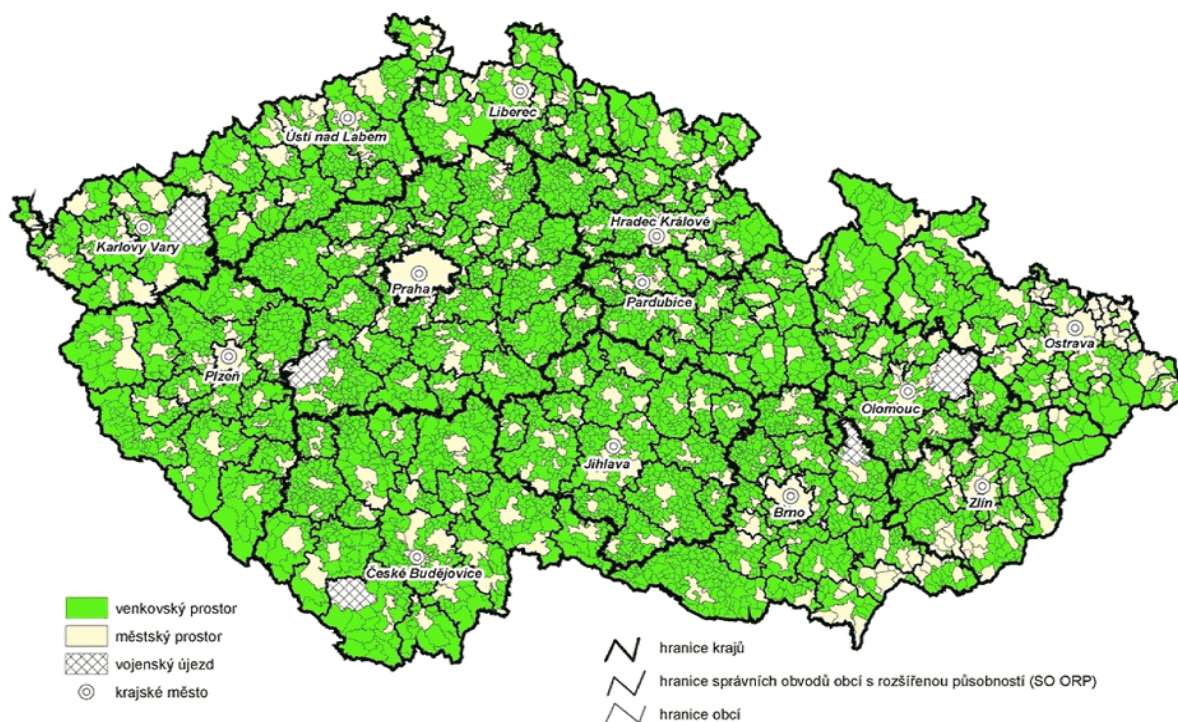 Liberec
Ústí nad Labem
Karlovy Vary
Hradec Králové
Praha
Pardubice
Ostrava
Plzeň
Olomouc
Jihlava
Brno
Zlín
České Budějovice
venkovský prostor
městský prostor
vojenský újezd
krajské město
hranice krajů
hranice správních obvodů obcí s rozšířenou působností (SO ORP)
hranice obcí